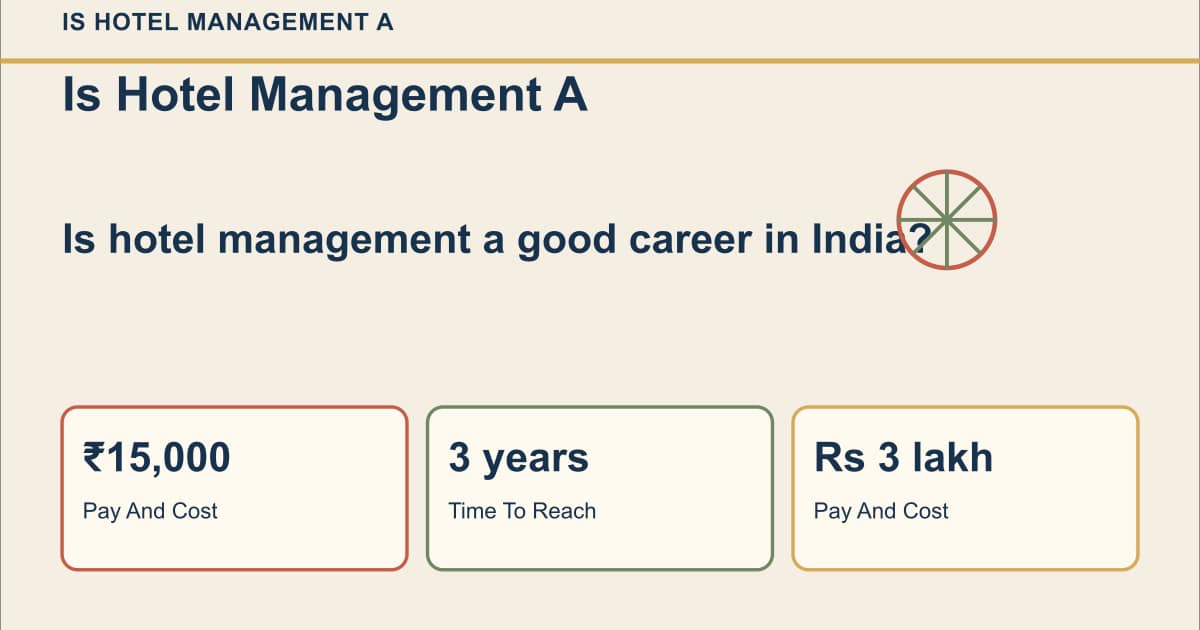 IS HOTEL MANAGEMENT A
Is Hotel Management A
Is hotel management a good career in India?
₹15,000
Pay And Cost
3 years
Time To Reach
Rs 3 lakh
Pay And Cost